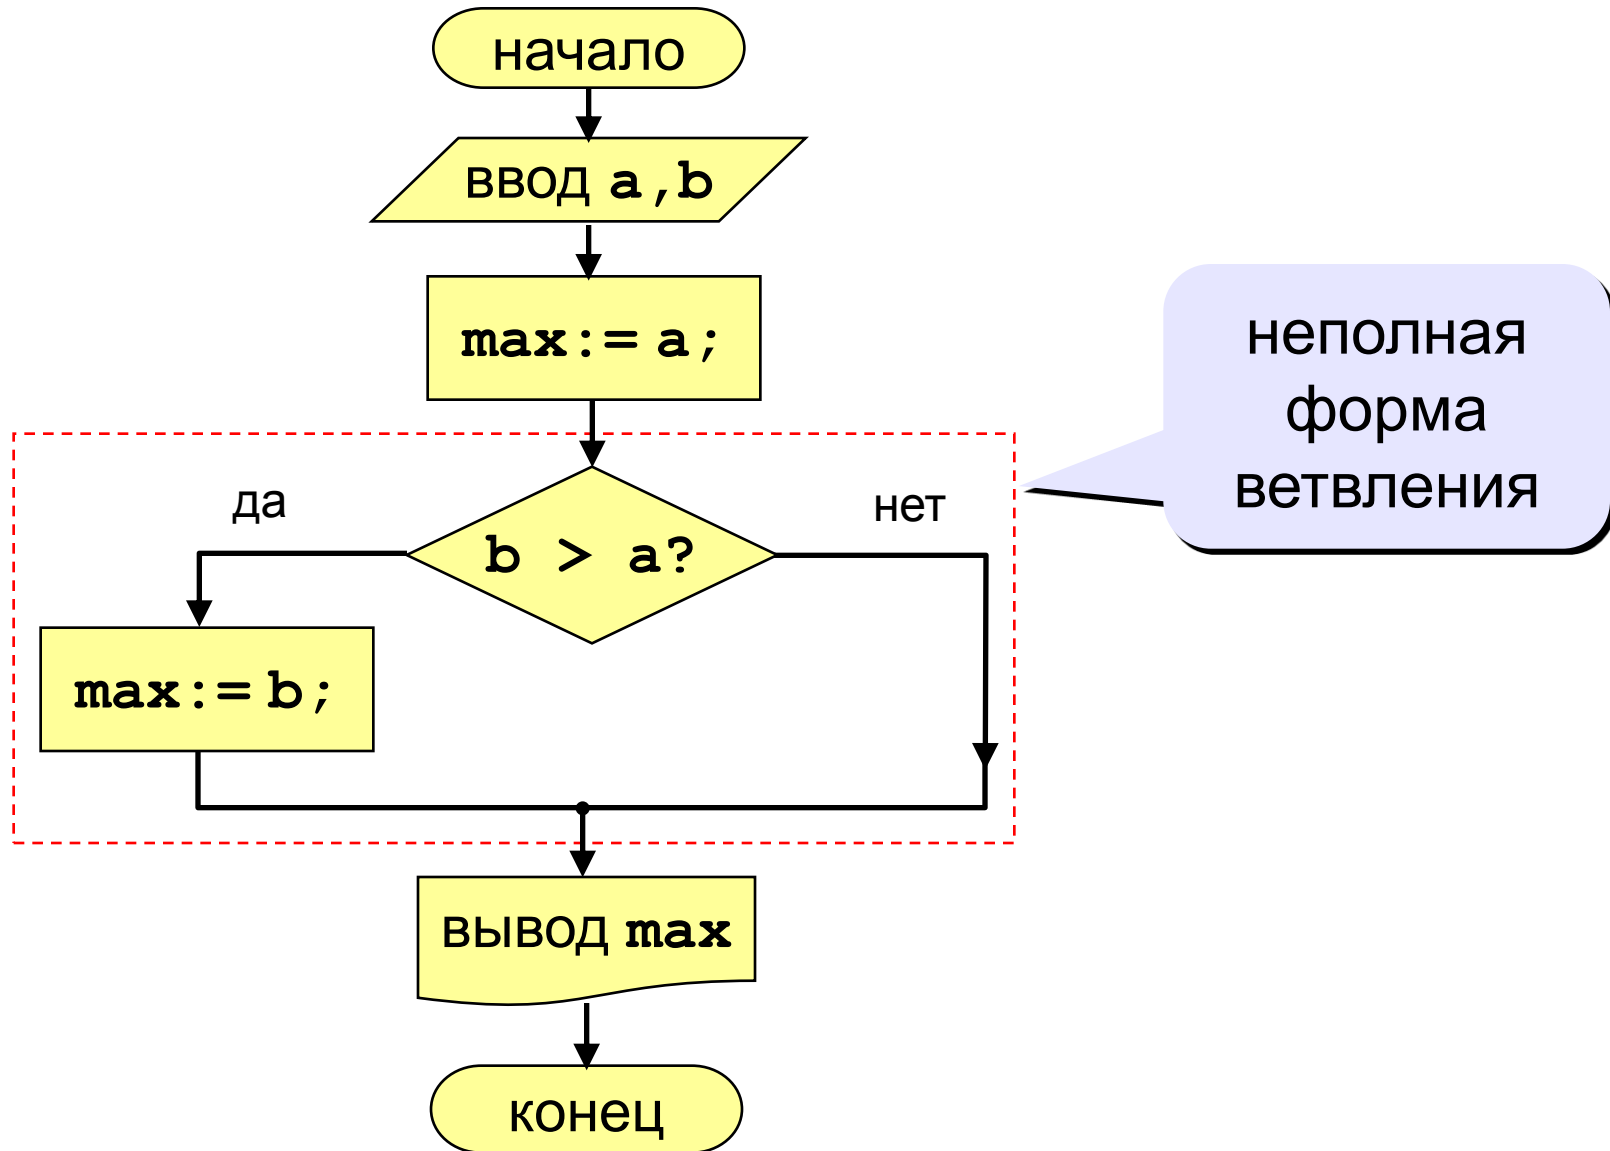 начало
ввод a,b
max:= a;
неполная
форма
ветвления
да
нет
b > a?
max:= b;
вывод max
конец